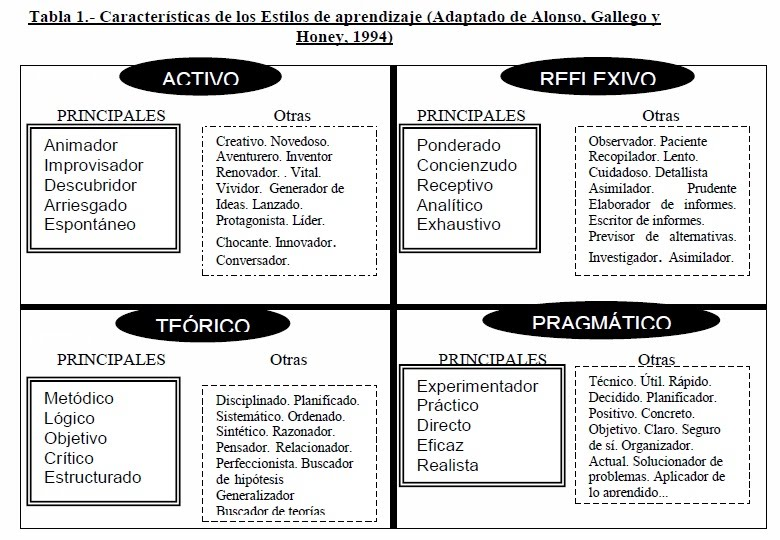 Tabla 1.- Características de los Estilos de aprendizaje (Adaptado de Alonso, Gallego y
Honey, 1994)
ACTIVO
PRINCIPALES
Animador
Improvisador
Descubridor
Arriesgado
Espontáneo
Otras
Creativo. Novedoso.
Aventurero. Inventor
Renovador. . Vital.
Vividor. Generador de
Ideas. Lanzado.
Protagonista. Líder.
Chocante. Innovador.
Conversador.
REFLEXIVO
PRINCIPALES
Ponderado
Concienzudo
Receptivo
Analítico
Exhaustivo
Otras
Observador. Paciente
Recopilador. Lento.
Cuidadoso. Detallista
Asimilador. Prudente
Elaborador de informes.
Escritor de informes.
Previsor de alternativas.
Investigador. Asimilador.
TEÓRICO
PRINCIPALES
Metódico
Lógico
Objetivo
Crítico
Estructurado
Otras
Disciplinado. Planificado.
Sistemático. Ordenado.
Sintético. Razonador.
Pensador. Relacionador.
Perfeccionista. Buscador
de hipótesis
Generalizador
Buscador de teorías
PRAGMÁTICO
PRINCIPALES
Experimentador
Práctico
Directo
Eficaz
Realista
Otras
Técnico. Útil. Rápido.
Decidido. Planificador.
Positivo. Concreto.
Objetivo. Claro. Seguro
de sí. Organizador.
Actual. Solucionador de
problemas. Aplicador de
lo aprendido...